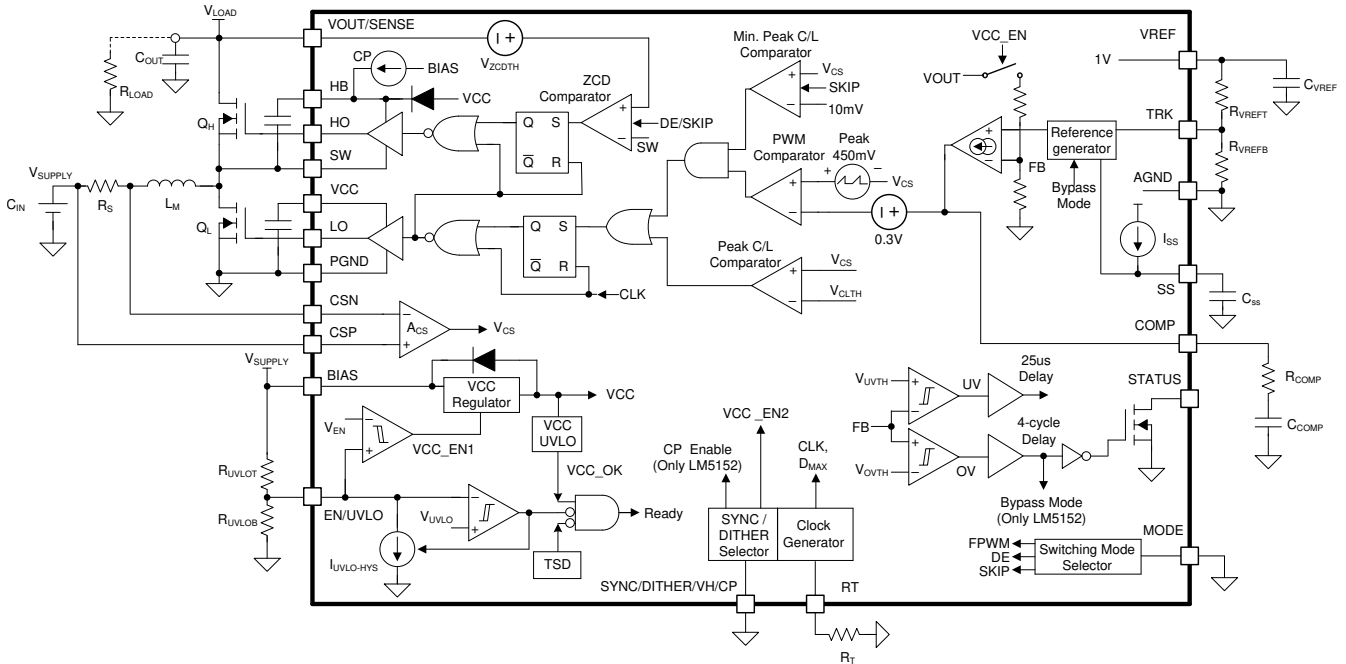 VLOAD
VOUT/SENSE
COUT
RLOAD
VZCDTH
CP
BIAS
HB
VCC
QH
HO
SW
ZCD
Comparator
DE/SKIP
SW
Q
S
Q
R
Min. Peak C/L
Comparator
VCS
SKIP
10mV
PWM
Comparator
Peak
450mV
VCS
0.3V
VCC_EN
VOUT
FB
Reference
generator
Bypass
Mode
VREF
1V
CVREF
TRK
RVREFT
RVREFB
AGND
ISS
SS
Css
VSUPPLY
CIN
RS
LM
VCC
QL
LO
PGND
Q
S
Q
R
CLK
Peak C/L
Comparator
VCS
VCLTH
CSN
CSP
ACS
VCS
COMP
RCOMP
CCOMP
VSUPPLY
BIAS
VCC
Regulator
VCC
VCC
UVLO
VEN
VCC_EN1
VCC_OK
RUVLOT
RUVLOB
EN/UVLO
VUVLO
IUVLO-HYS
TSD
Ready
VCC_EN2
CP Enable
(Only LM5152)
CLK,
DMAX
SYNC /
DITHER
Selector
Clock
Generator
SYNC/DITHER/VH/CP
RT
RT
VUVTH
UV
25us
Delay
FB
VOVTH
OV
4-cycle
Delay
Bypass Mode
(Only LM5152)
STATUS
MODE
FPWM
DE
SKIP
Switching Mode
Selector